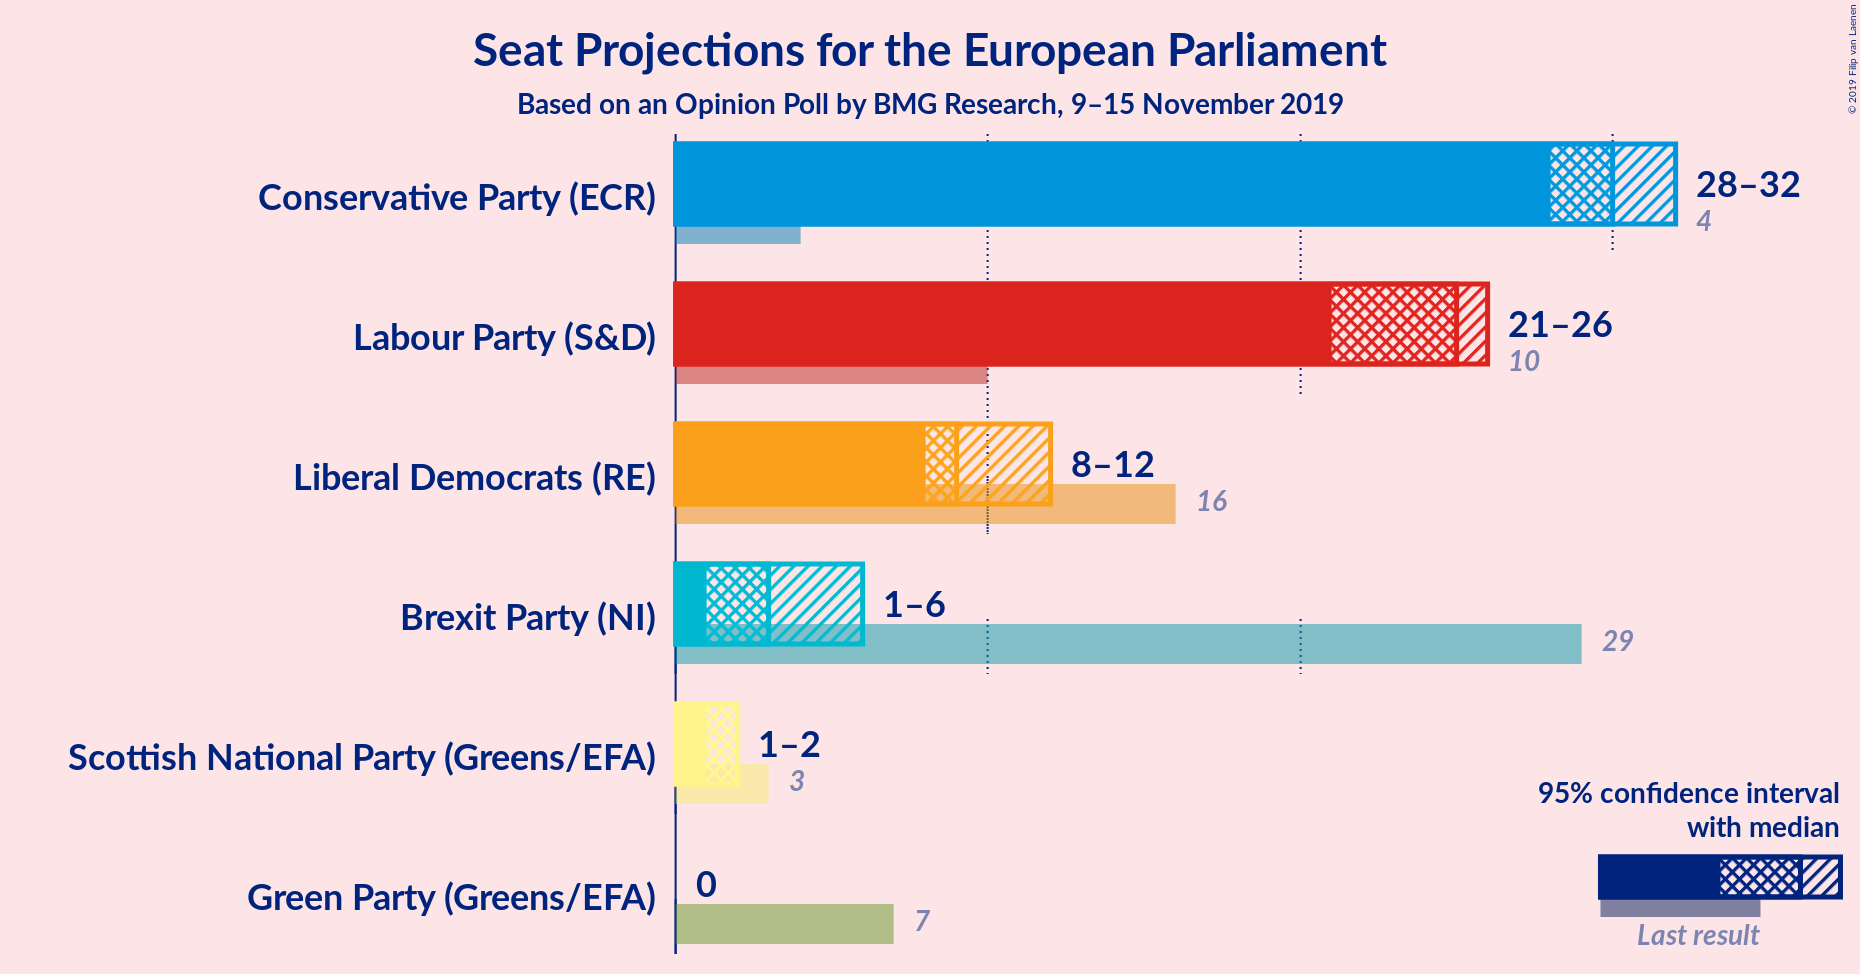 Seat Projections for the European Parliament
Based on an Opinion Poll by BMG Research, 9–15 November 2019
© 2019 Filip van Laenen
Conservative Party (ECR)
28–32
4
Labour Party (S&D)
21–26
10
Liberal Democrats (RE)
8–12
16
Brexit Party (NI)
1–6
29
Scottish National Party (Greens/EFA)
1–2
3
Green Party (Greens/EFA)
0
7
95% confidence interval
with median
Last result